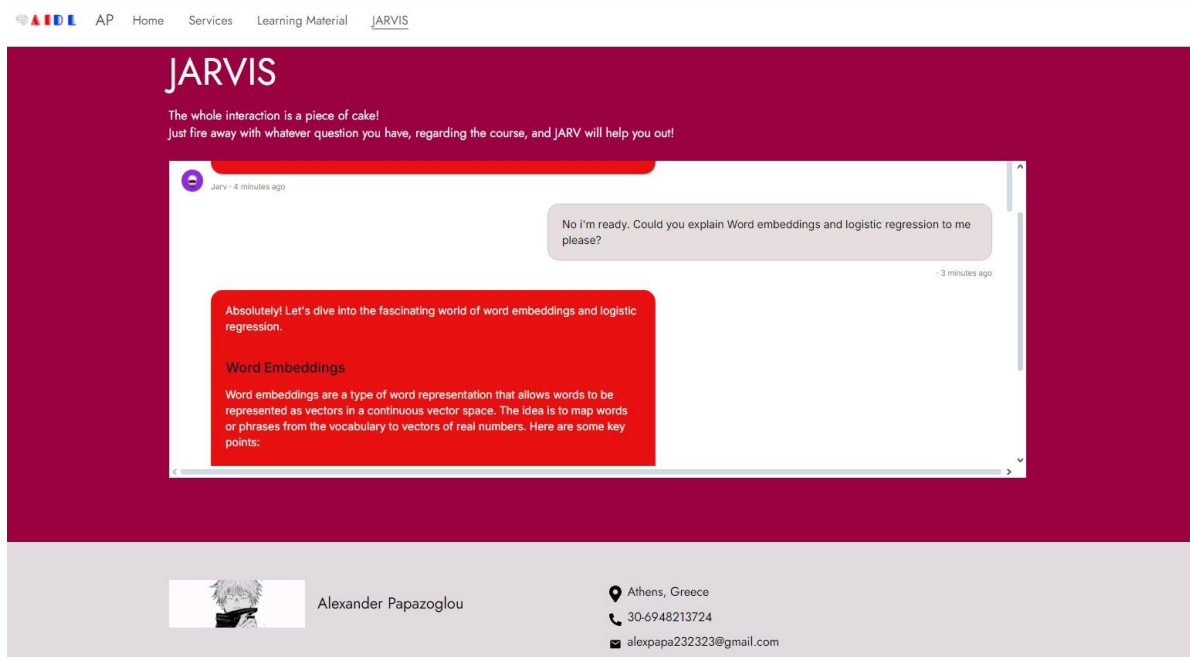 AIDL AP Home Services Learning Material JARVIS
JARVIS
The whole interaction is a piece of cake!
Just fire away with whatever question you have, regarding the course, and JARV will help you out!
Jarv - 4 minutes ago
No i'm ready. Could you explain Word embeddings and logistic regression to me
please?
- 3 minutes ago
Absolutely! Let's dive into the fascinating world of word embeddings and logistic
regression.
Word Embeddings
Word embeddings are a type of word representation that allows words to be
represented as vectors in a continuous vector space. The idea is to map words
or phrases from the vocabulary to vectors of real numbers. Here are some key
points:
Alexander Papazoglou
Athens, Greece
30-6948213724
alexpapa232323@gmail.com